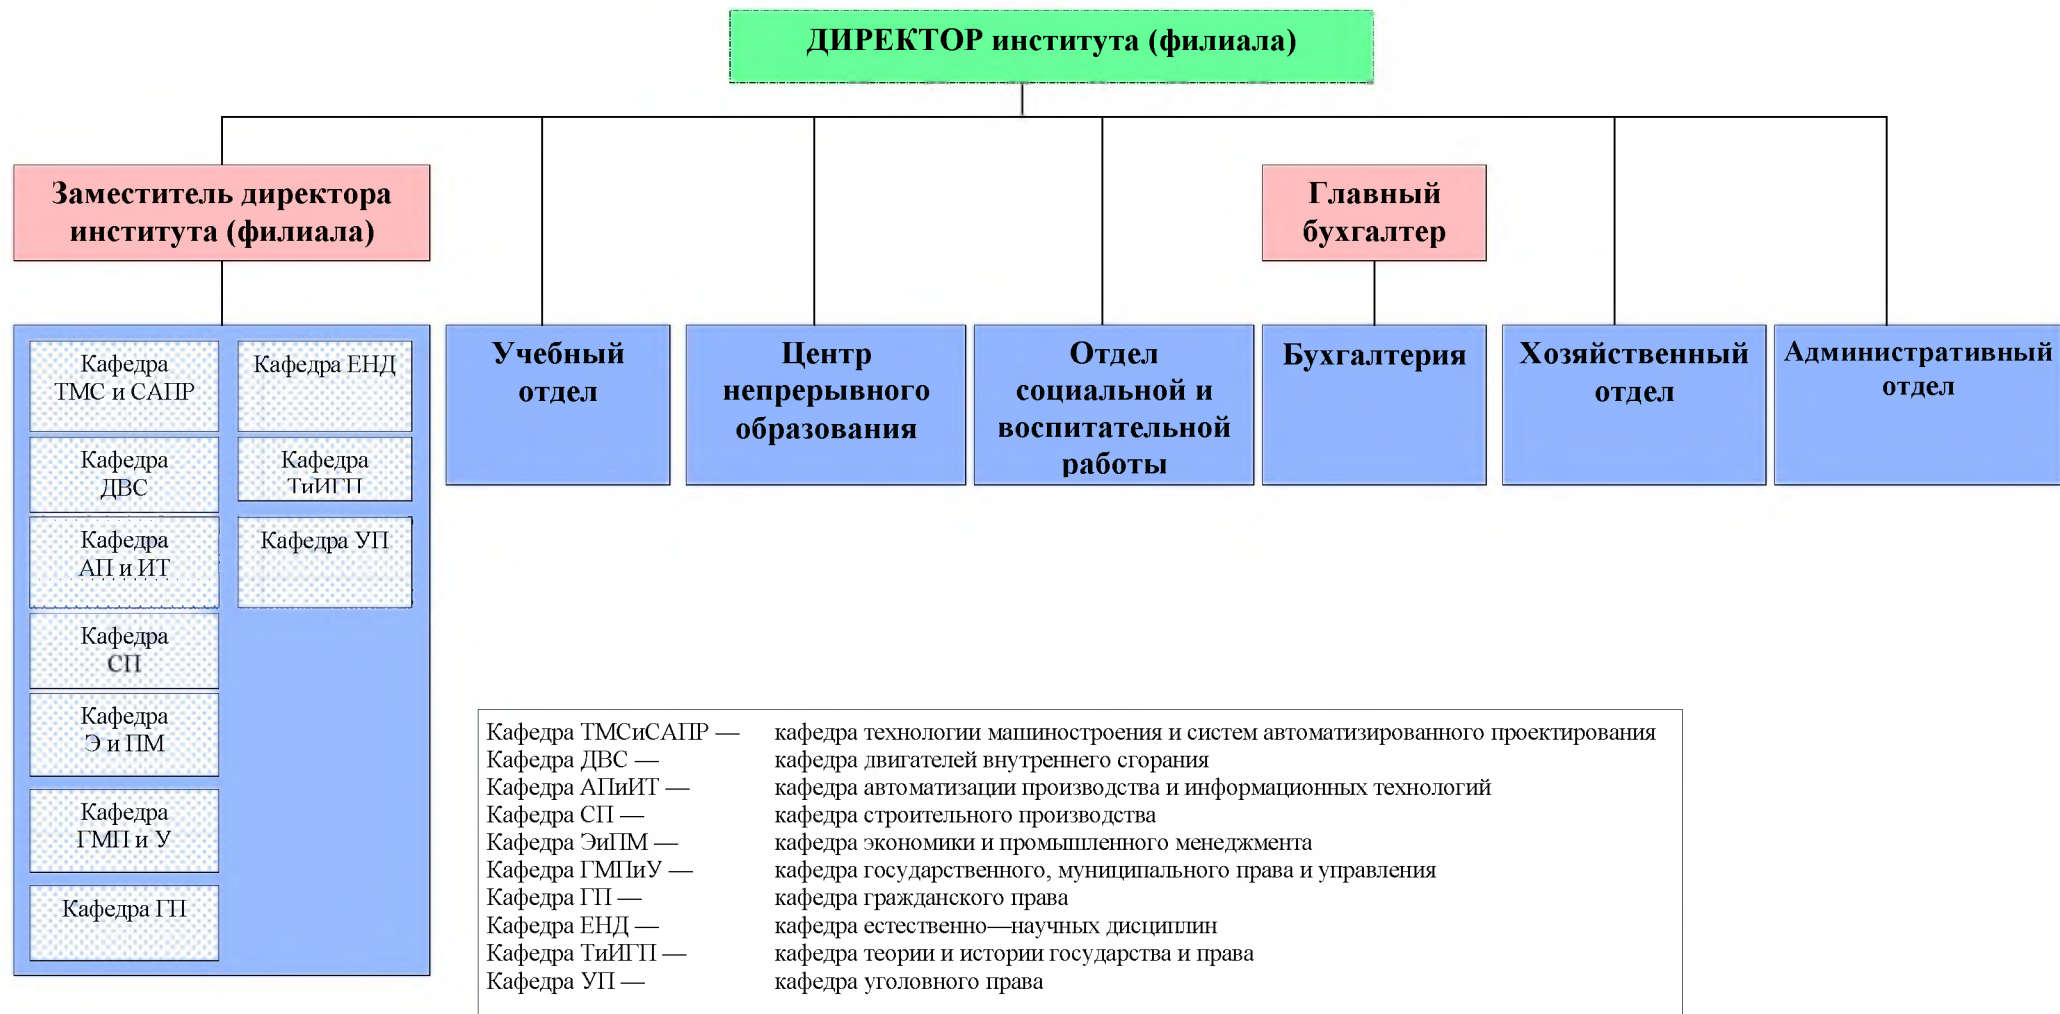 ДИРЕКТОР института (филиала)
Заместитель директора
института (филиала)
Главный
бухгалтер
Кафедра
ТМС и САПР
Кафедра
ДВС
Кафедра
АП и ИТ
Кафедра
СП
Кафедра
Э и ПМ
Кафедра
ГМП и У
Кафедра ГП
Кафедра ЕНД
Кафедра
ТиИГП
Кафедра УП
Учебный
отдел
Центр
непрерывного
образования
Отдел
социальной и
воспитательной
работы
Бухгалтерия
Хозяйственный
отдел
Административный
отдел
Кафедра ТМСиСАПР — кафедра технологии машиностроения и систем автоматизированного проектирования
Кафедра ДВС — кафедра двигателей внутреннего сгорания
Кафедра АПиИТ — кафедра автоматизации производства и информационных технологий
Кафедра СП — кафедра строительного производства
Кафедра ЭиПМ — кафедра экономики и промышленного менеджмента
Кафедра ГМПиУ — кафедра государственного, муниципального права и управления
Кафедра ГП — кафедра гражданского права
Кафедра ЕНД — кафедра естественно—научных дисциплин
Кафедра ТиИГП — кафедра теории и истории государства и права
Кафедра УП — кафедра уголовного права